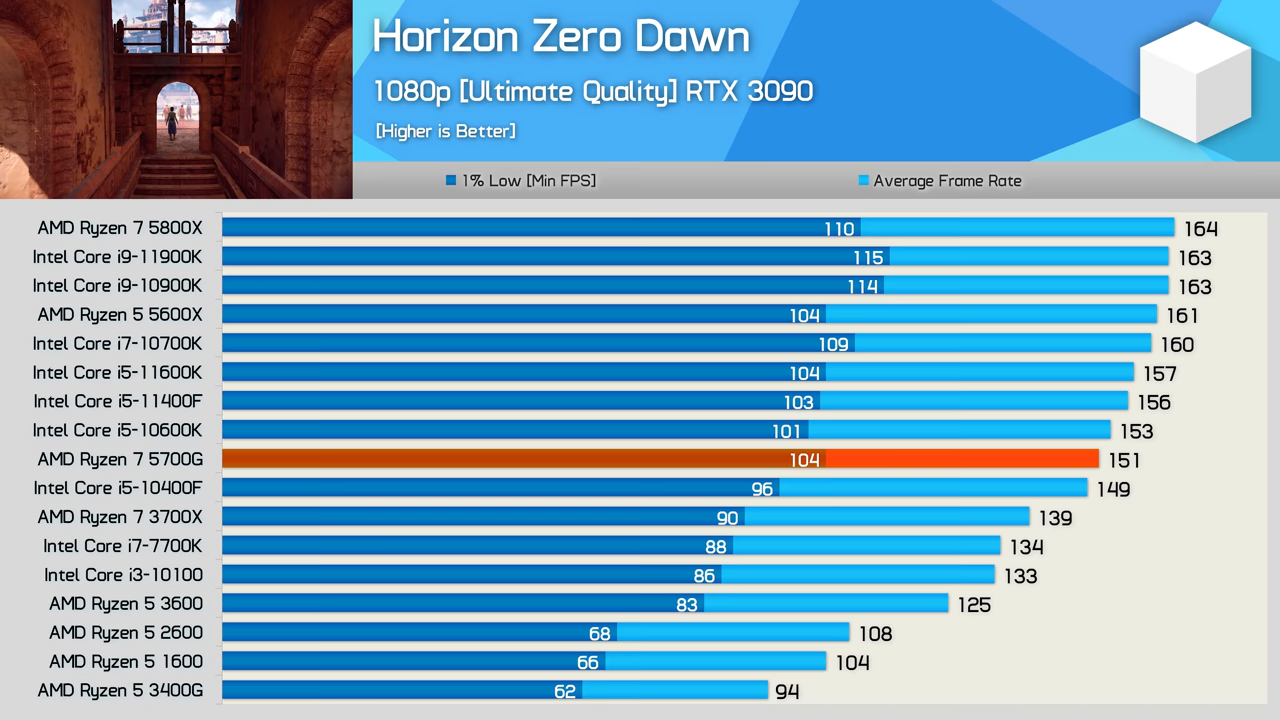 Horizon Zero Dawn
1080p [Ultimate Quality] RTX 3090
[Higher is Better]
1% Low [Min FPS] Average Frame Rate
AMD Ryzen 7 5800X 110 164
Intel Core i9-11900K 115 163
Intel Core i9-10900K 114 163
AMD Ryzen 5 5600X 104 161
Intel Core i7-10700K 109 160
Intel Core i5-11600K 104 157
Intel Core i5-11400F 103 156
Intel Core i5-10600K 101 153
AMD Ryzen 7 5700G 104 151
Intel Core i5-10400F 96 149
AMD Ryzen 7 3700X 90 139
Intel Core i7-7700K 88 134
Intel Core i3-10100 86 133
AMD Ryzen 5 3600 83 125
AMD Ryzen 5 2600 68 108
AMD Ryzen 5 1600 66 104
AMD Ryzen 5 3400G 62 94